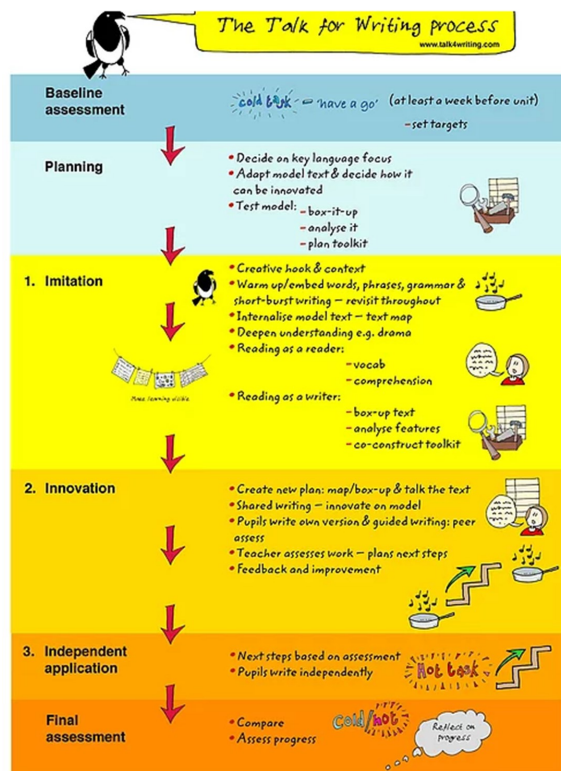 The Talk for Writing process
www.talk4writing.com
Baseline
assessment
cold task – 'have a go' (at least a week before unit)
– set targets
Planning
• Decide on key language focus
• Adapt model text & decide how it
can be innovated
• Test model:
– box-it-up
– analyse it
– plan toolkit
1. Imitation
• Creative hook & context
• Warm up/embed words, phrases, grammar &
short-burst writing – revisit throughout
• Internalise model text – text map
• Deepen understanding e.g. drama
• Reading as a reader:
– vocab
– comprehension
Make learning visible
• Reading as a writer:
– box-up text
– analyse features
– co-construct toolkit
2. Innovation
• Create new plan: map/box-up & talk the text
• Shared writing – innovate on model
• Pupils write own version & guided writing: peer
assess
• Teacher assesses work – plans next steps
• Feedback and improvement
3. Independent
application
• Next steps based on assessment
• Pupils write independently
Hot task
Final
assessment
• Compare
• Assess progress
Cold/hot
Reflect on
progress